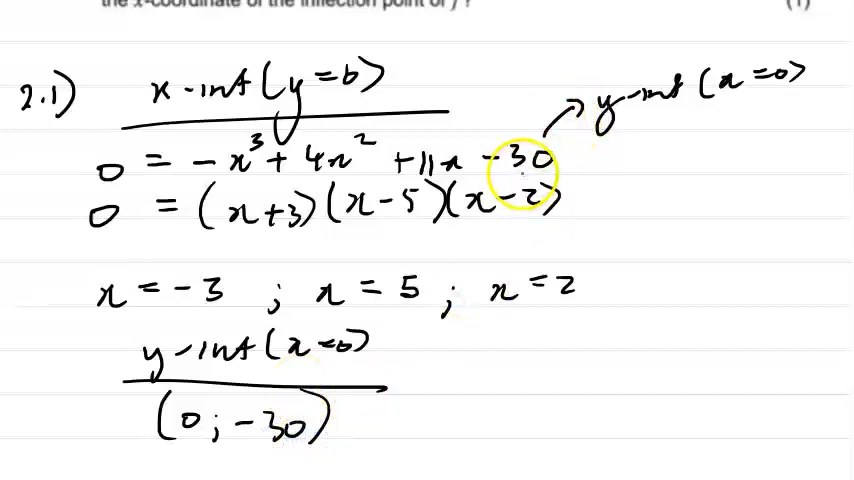 the x-coordinate of the inflection point of f ? (1)
2.1) x-int (y=0)
y-int (x=0)
0 = -x³ + 4x² + 11x - 30
0 = (x+3)(x-5)(x-2)
x = -3 ; x = 5 ; x = 2
y-int (x=0)
(0 ; -30)